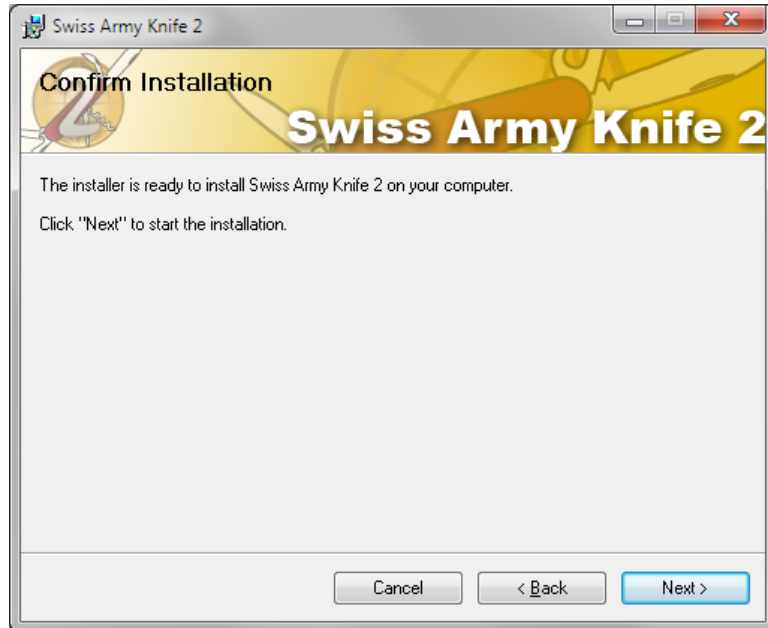 Swiss Army Knife 2
Confirm Installation
Swiss Army Knife 2
The installer is ready to install Swiss Army Knife 2 on your computer.
Click "Next" to start the installation.
Cancel
< Back
Next >